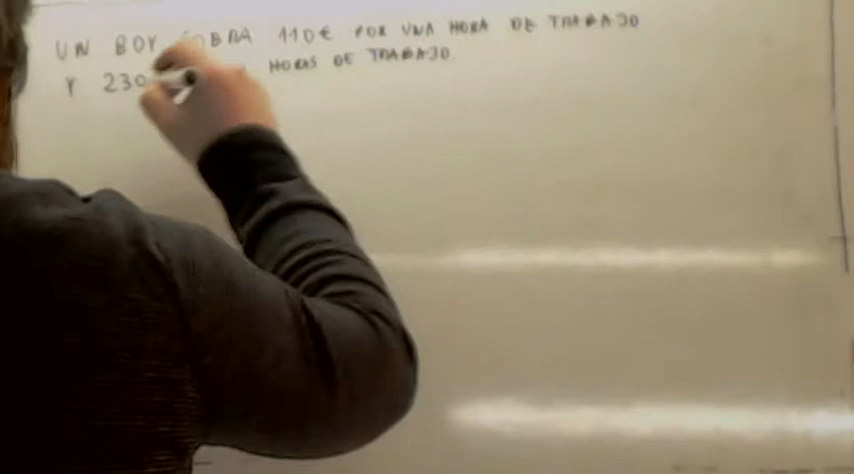 UN BOY COBRA 110€ POR UNA HORA DE TRABAJO
Y 230 HORAS DE TRABAJO